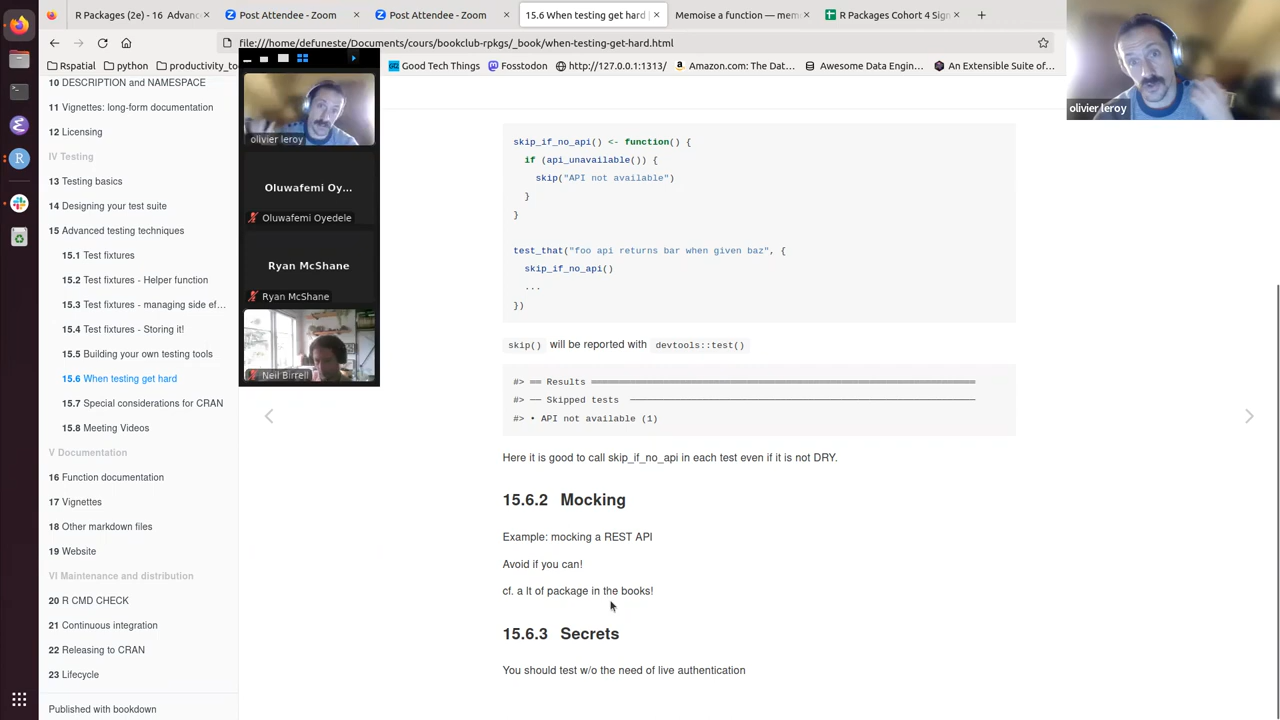 R Packages (2e) - 16 Advanc
Post Attendee - Zoom
Post Attendee - Zoom
15.6 When testing get hard |
Memoise a function — mem
R Packages Cohort 4 Sign
file:///home/defuneste/Documents/cours/bookclub-rpkgs/_book/when-testing-get-hard.html
Rspatial
python
productivity_to
Good Tech Things
Fosstodon
http://127.0.0.1:1313/
Amazon.com: The Dat...
Awesome Data Engin...
An Extensible Suite of...
olivier leroy
10 DESCRIPTION and NAMESPACE
11 Vignettes: long-form documentation
12 Licensing
IV Testing
13 Testing basics
14 Designing your test suite
15 Advanced testing techniques
15.1 Test fixtures
15.2 Test fixtures - Helper function
15.3 Test fixtures - managing side ef...
15.4 Test fixtures - Storing it!
15.5 Building your own testing tools
15.6 When testing get hard
15.7 Special considerations for CRAN
15.8 Meeting Videos
V Documentation
16 Function documentation
17 Vignettes
18 Other markdown files
19 Website
VI Maintenance and distribution
20 R CMD CHECK
21 Continuous integration
22 Releasing to CRAN
23 Lifecycle
Published with bookdown
olivier leroy
Oluwafemi Oy...
Oluwafemi Oyedele
Ryan McShane
Ryan McShane
Neil Birrell
skip_if_no_api() <- function() {
if (api_unavailable()) {
skip("API not available")
}
}
test_that("foo api returns bar when given baz", {
skip_if_no_api()
...
})
skip() will be reported with devtools::test()
#> ══ Results ═══════════════════════════════
#> ── Skipped tests ──────────────────────────────
#> • API not available (1)
Here it is good to call skip_if_no_api in each test even if it is not DRY.
15.6.2 Mocking
Example: mocking a REST API
Avoid if you can!
cf. a lt of package in the books!
15.6.3 Secrets
You should test w/o the need of live authentication